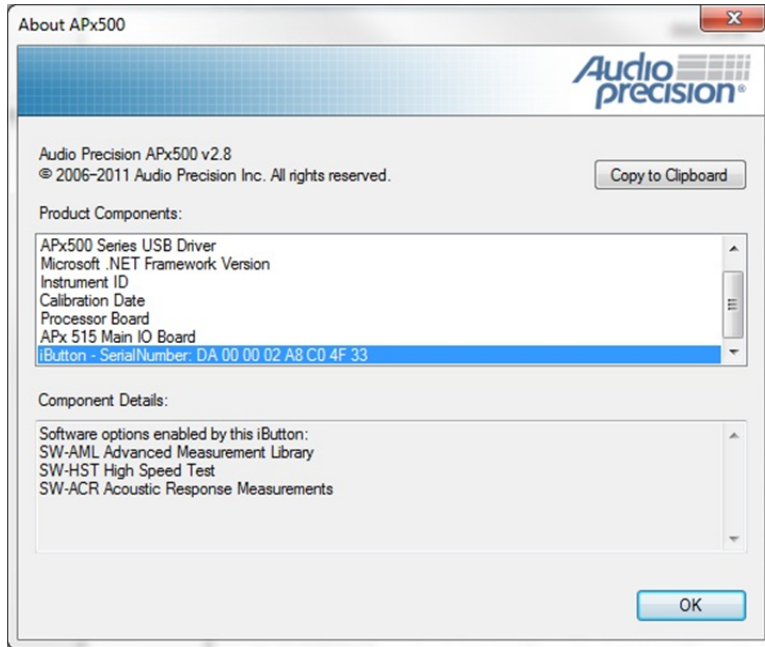 About APx500
Audio
precision®
Audio Precision APx500 v2.8
© 2006-2011 Audio Precision Inc. All rights reserved.
Copy to Clipboard
Product Components:
APx500 Series USB Driver
Microsoft .NET Framework Version
Instrument ID
Calibration Date
Processor Board
APx 515 Main IO Board
iButton - SerialNumber: DA 00 00 02 A8 C0 4F 33
Component Details:
Software options enabled by this iButton:
SW-AML Advanced Measurement Library
SW-HST High Speed Test
SW-ACR Acoustic Response Measurements
OK